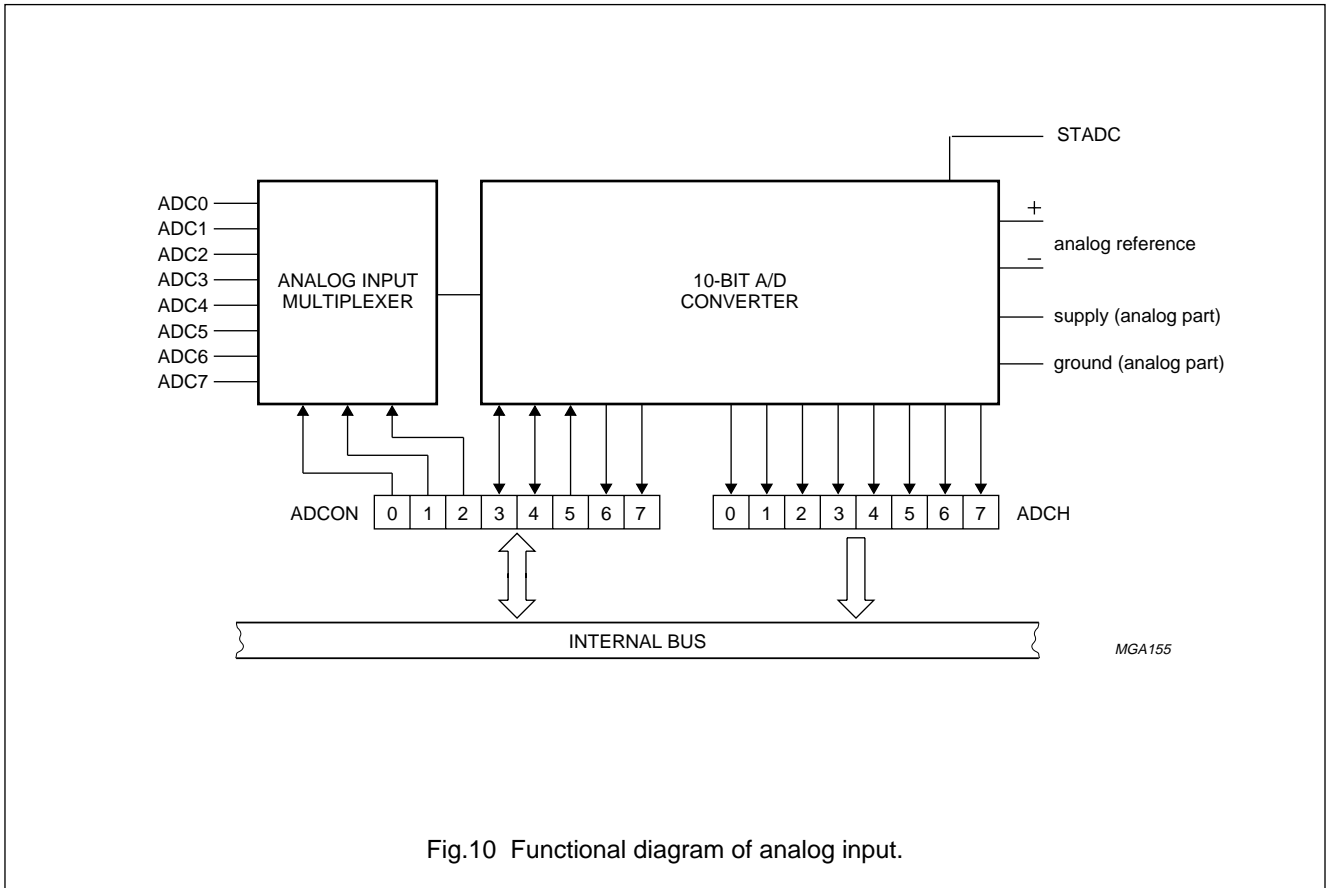 STADC
+
analog reference
−
supply (analog part)
ground (analog part)
ADC0
ADC1
ADC2
ADC3
ADC4
ADC5
ADC6
ADC7
ANALOG INPUT
MULTIPLEXER
10-BIT A/D
CONVERTER
ADCON 0 1 2 3 4 5 6 7
0 1 2 3 4 5 6 7 ADCH
INTERNAL BUS
MGA155
Fig.10 Functional diagram of analog input.